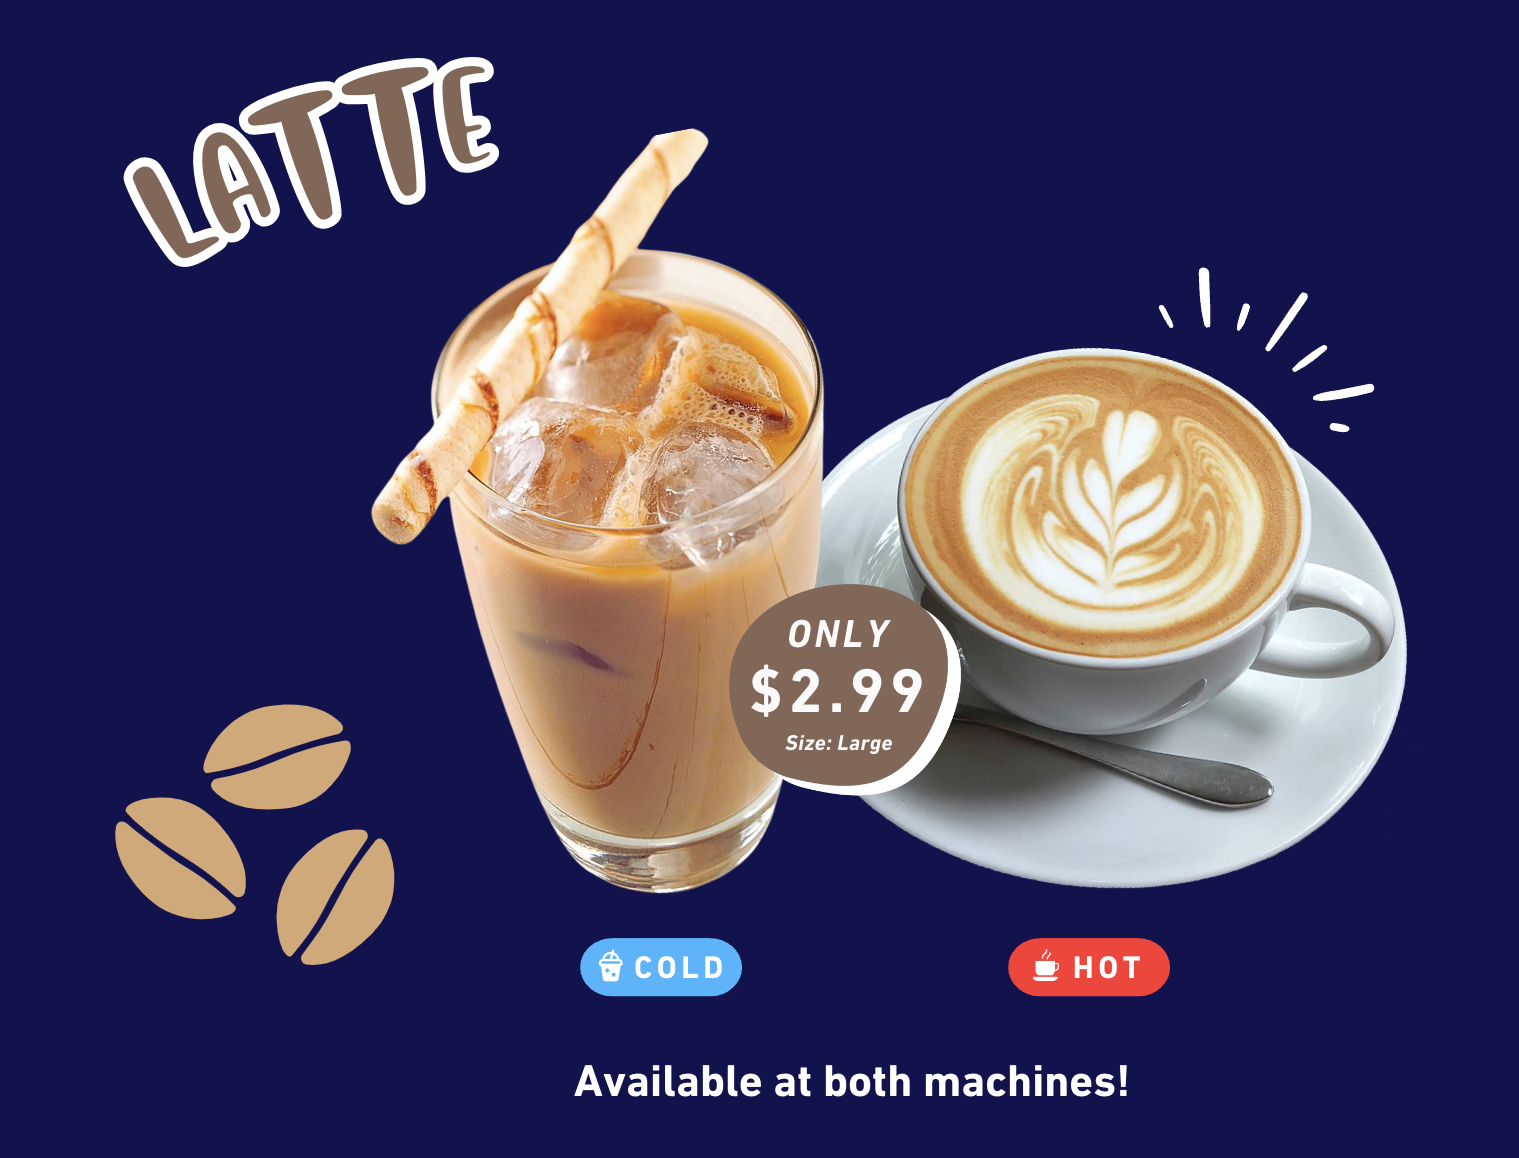 LATTE
ONLY
$2.99
Size: Large
COLD
HOT
Available at both machines!